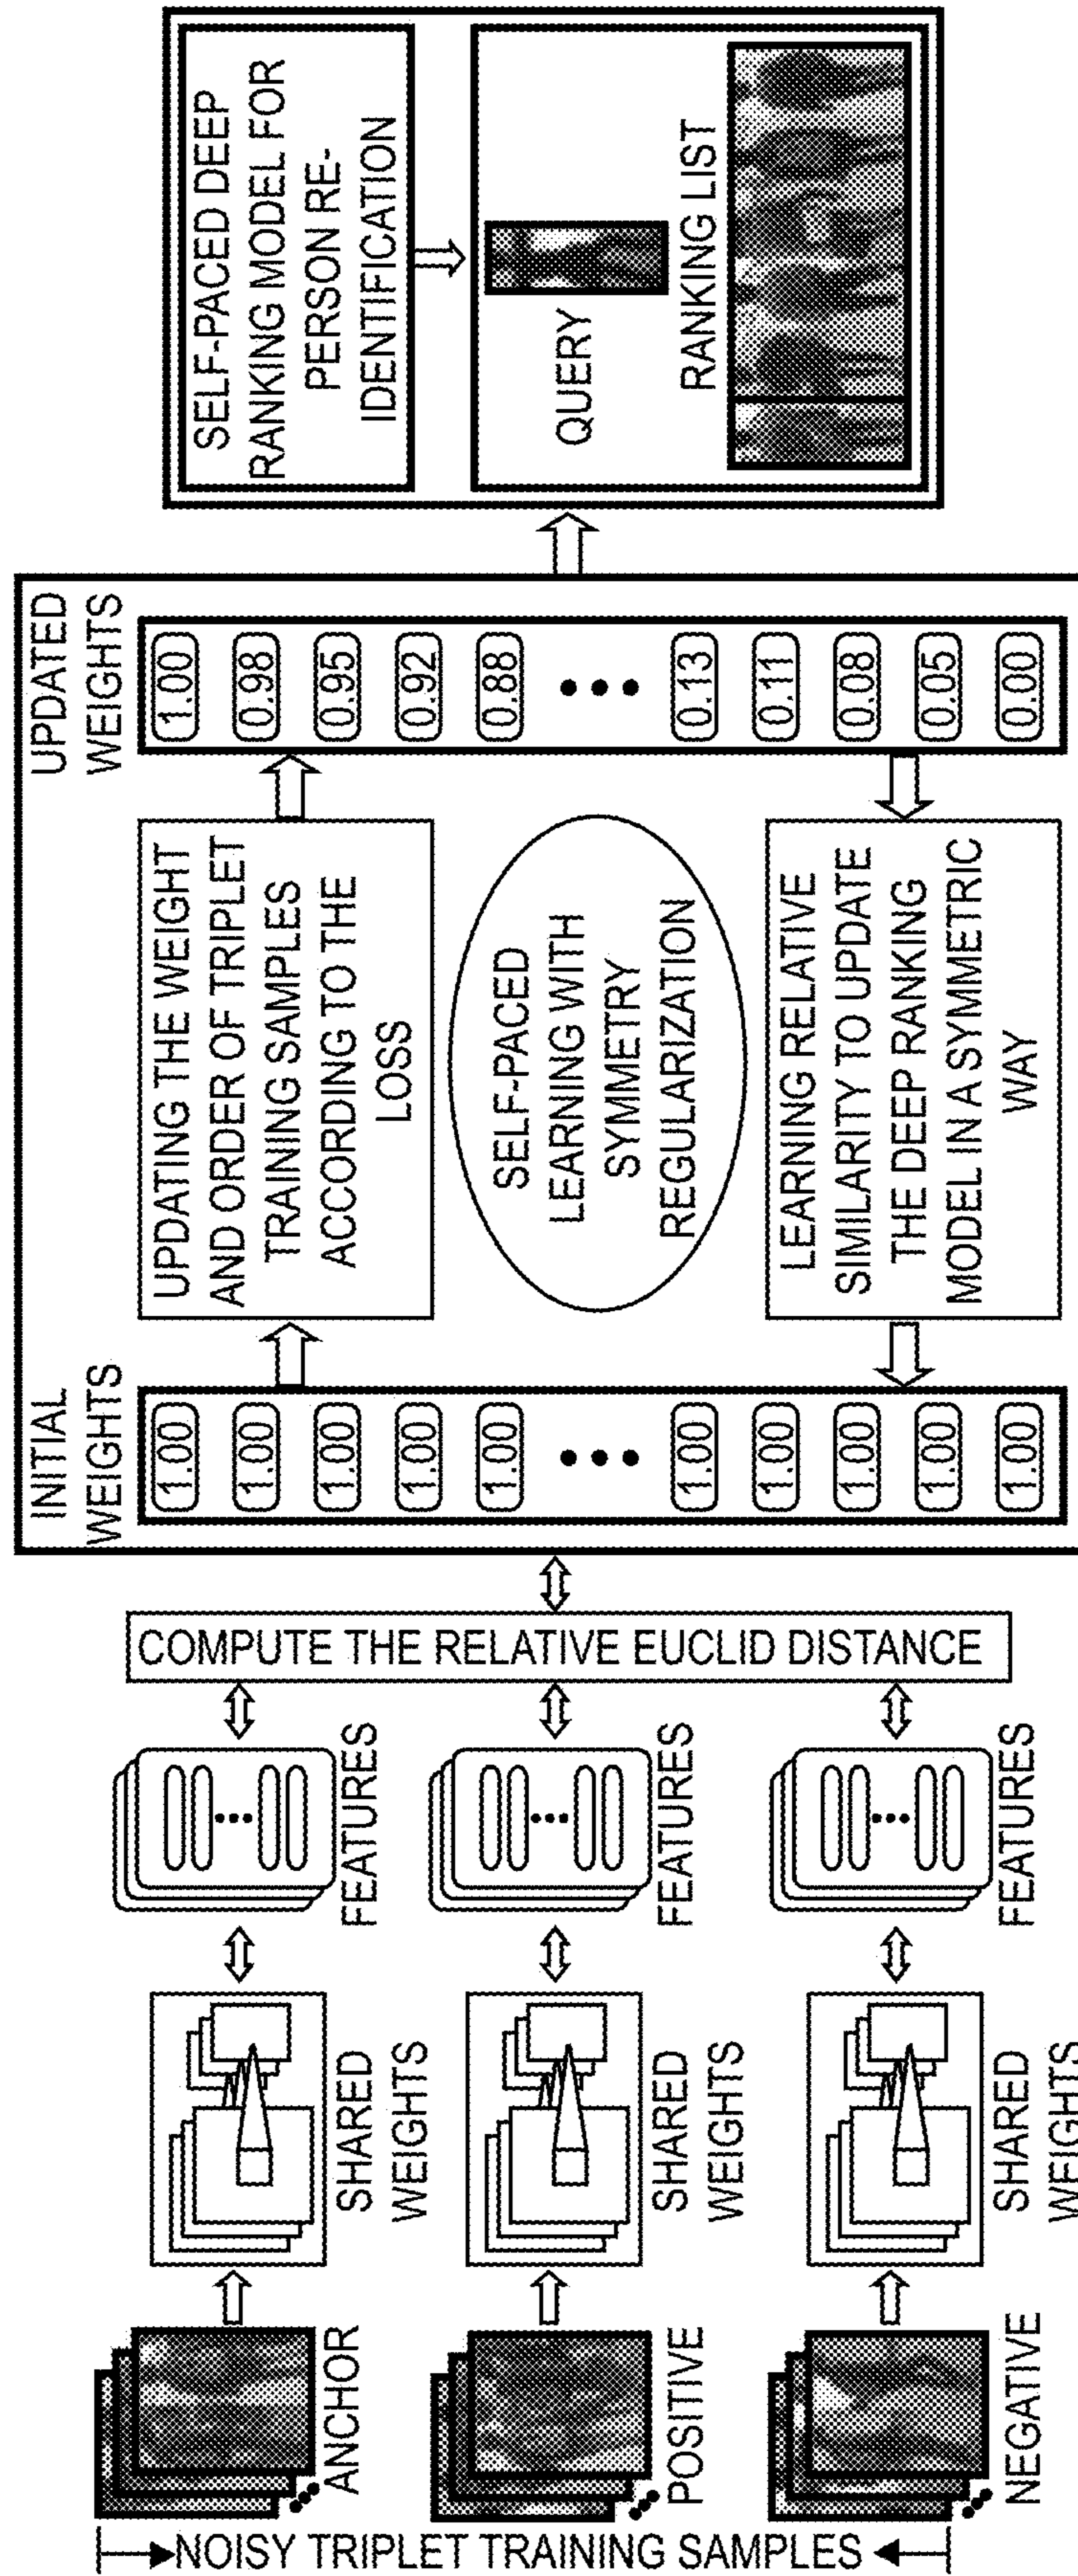 NOISY TRIPLET TRAINING SAMPLES
ANCHOR
POSITIVE
NEGATIVE
SHARED
WEIGHTS
SHARED
WEIGHTS
SHARED
WEIGHTS
FEATURES
FEATURES
FEATURES
COMPUTE THE RELATIVE EUCLID DISTANCE
INITIAL
WEIGHTS
1.00
1.00
1.00
1.00
1.00
1.00
1.00
1.00
1.00
1.00
UPDATING THE WEIGHT
AND ORDER OF TRIPLET
TRAINING SAMPLES
ACCORDING TO THE
LOSS
SELF-PACED
LEARNING WITH
SYMMETRY
REGULARIZATION
LEARNING RELATIVE
SIMILARITY TO UPDATE
THE DEEP RANKING
MODEL IN A SYMMETRIC
WAY
UPDATED
WEIGHTS
1.00
0.98
0.95
0.92
0.88
0.13
0.11
0.08
0.05
0.00
SELF-PACED DEEP
RANKING MODEL FOR
PERSON RE-
IDENTIFICATION
QUERY
RANKING LIST